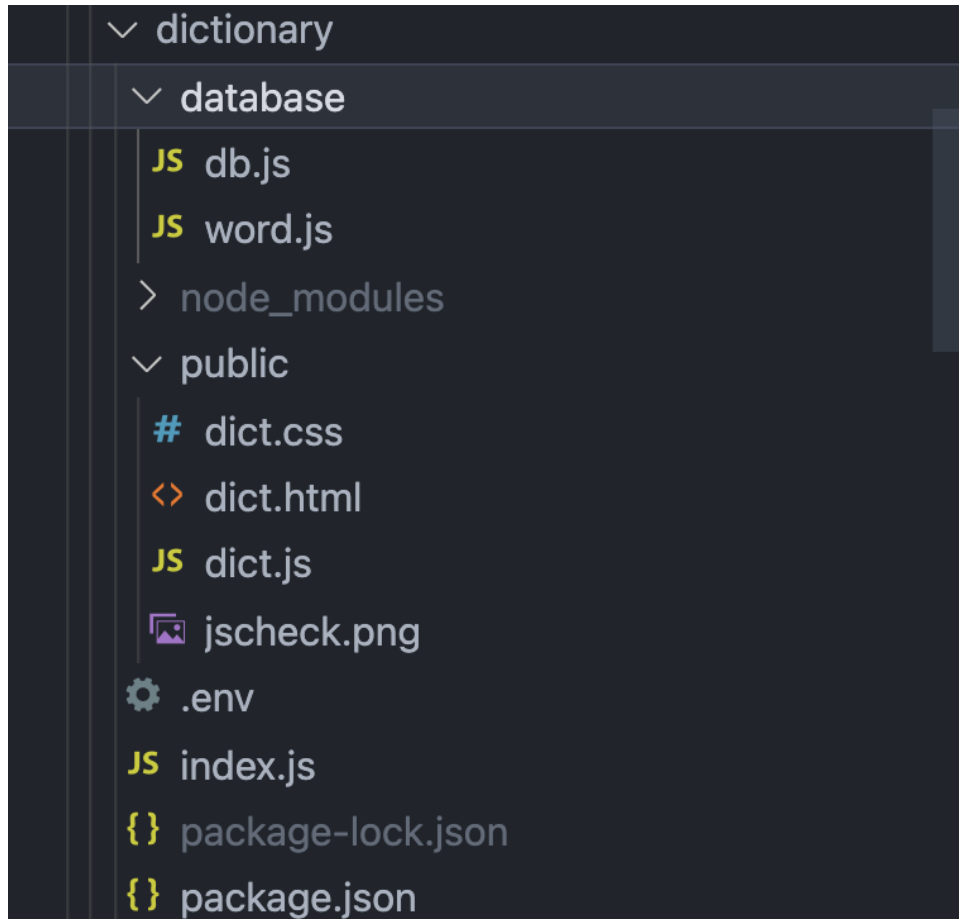 dictionary
database
JS db.js
JS word.js
node_modules
public
# dict.css
<> dict.html
JS dict.js
jscheck.png
.env
JS index.js
{} package-lock.json
{} package.json